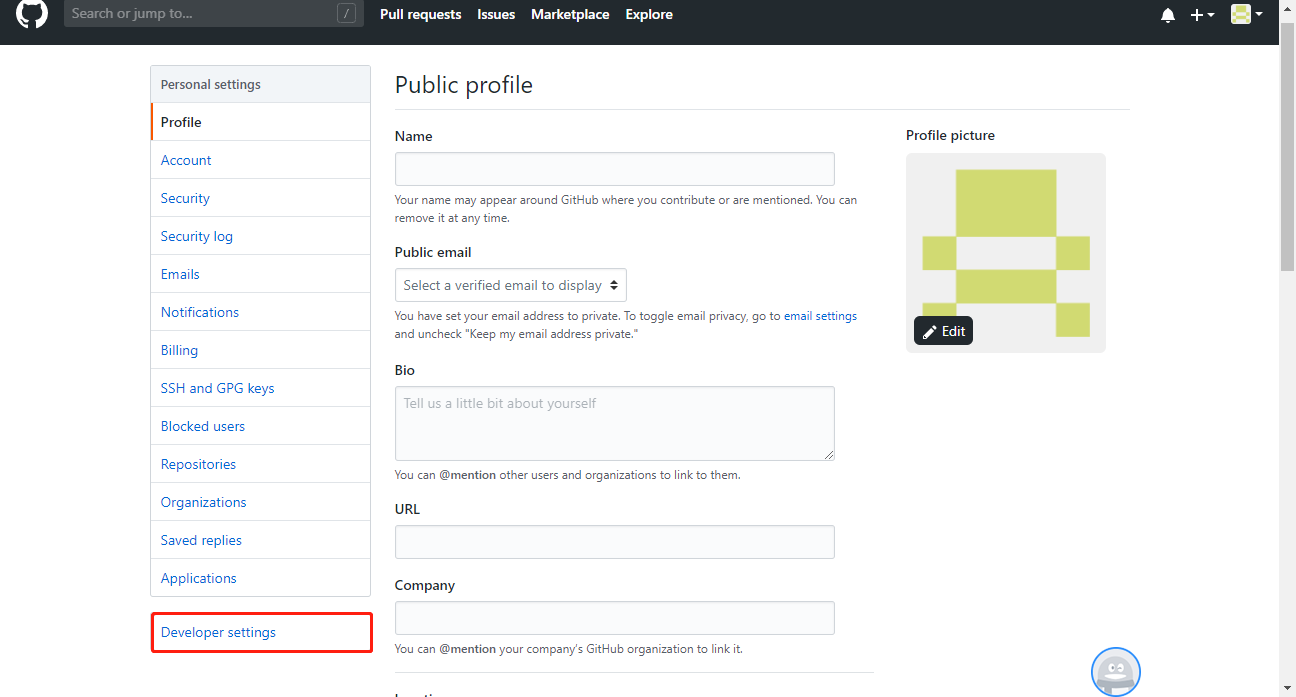 Search or jump to...
/
Pull requests
Issues
Marketplace
Explore
Personal settings
Profile
Account
Security
Security log
Emails
Notifications
Billing
SSH and GPG keys
Blocked users
Repositories
Organizations
Saved replies
Applications
Developer settings
Public profile
Name
Your name may appear around GitHub where you contribute or are mentioned. You can
remove it at any time.
Public email
Select a verified email to display
You have set your email address to private. To toggle email privacy, go to email settings
and uncheck "Keep my email address private."
Bio
Tell us a little bit about yourself
You can @mention other users and organizations to link to them.
URL
Company
You can @mention your company's GitHub organization to link it.
Profile picture
Edit